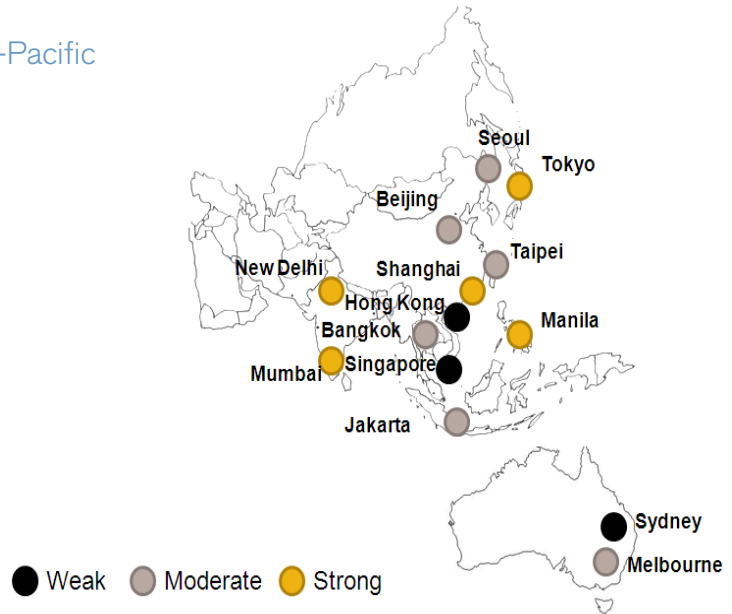 -Pacific
Seoul
Tokyo
Beijing
Taipei
New Delhi
Shanghai
Hong Kong
Manila
Bangkok
Singapore
Mumbai
Jakarta
Sydney
Melbourne
Weak Moderate Strong